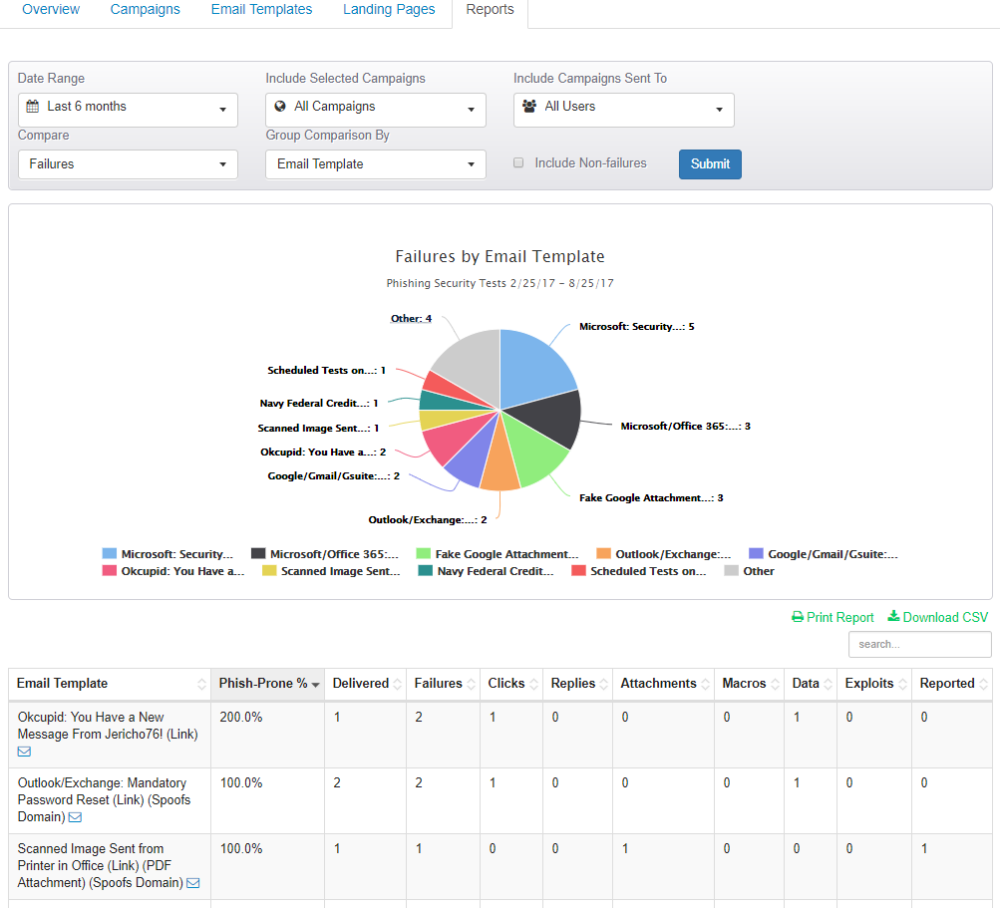 Overview Campaigns Email Templates Landing Pages Reports
Date Range Include Selected Campaigns Include Campaigns Sent To
Last 6 months All Campaigns All Users
Compare Group Comparison By
Failures Email Template Include Non-failures Submit
Failures by Email Template
Phishing Security Tests 2/25/17 – 8/25/17
Other: 4
Microsoft: Security...: 5
Scheduled Tests on...: 1
Navy Federal Credit...: 1
Microsoft/Office 365:...: 3
Scanned Image Sent...: 1
Okcupid: You Have a...: 2
Google/Gmail/Gsuite:...: 2
Fake Google Attachment...: 3
Outlook/Exchange:...: 2
Microsoft: Security... Microsoft/Office 365:... Fake Google Attachment... Outlook/Exchange:... Google/Gmail/Gsuite:...
Okcupid: You Have a... Scanned Image Sent... Navy Federal Credit... Scheduled Tests on... Other
Print Report Download CSV
search...
Email Template Phish-Prone % Delivered Failures Clicks Replies Attachments Macros Data Exploits Reported
Okcupid: You Have a New 200.0% 1 2 1 0 0 0 1 0 0
Message From Jericho76! (Link)
Outlook/Exchange: Mandatory 100.0% 2 2 1 0 0 0 1 0 0
Password Reset (Link) (Spoofs
Domain)
Scanned Image Sent from 100.0% 1 1 0 0 1 0 0 0 1
Printer in Office (Link) (PDF
Attachment) (Spoofs Domain)